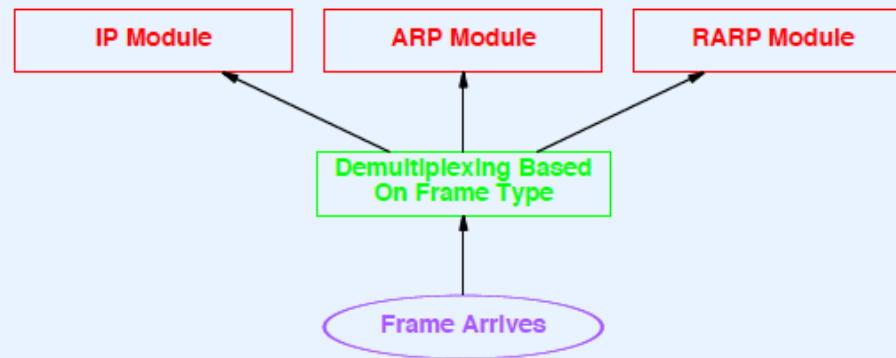 IP Module
ARP Module
RARP Module
Demultiplexing Based
On Frame Type
Frame Arrives